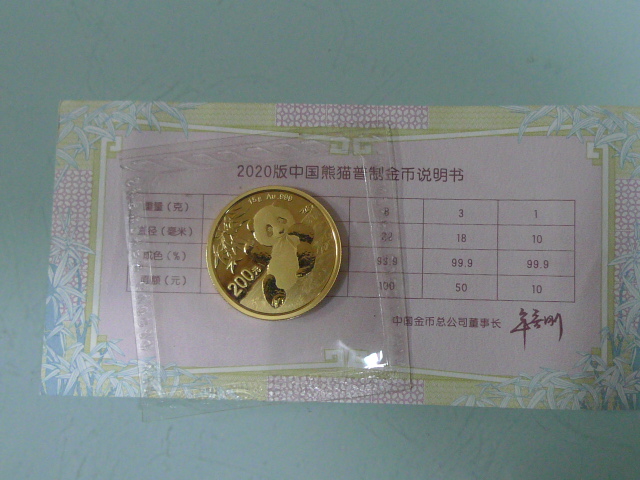 2020版中国熊猫普制金币说明书
重量（克） 8 3 1
15g Au.999
直径（毫米） 22 18 10
成色（%） 99.9 99.9 99.9
200元
面额（元） 100 50 10
中国金币总公司董事长